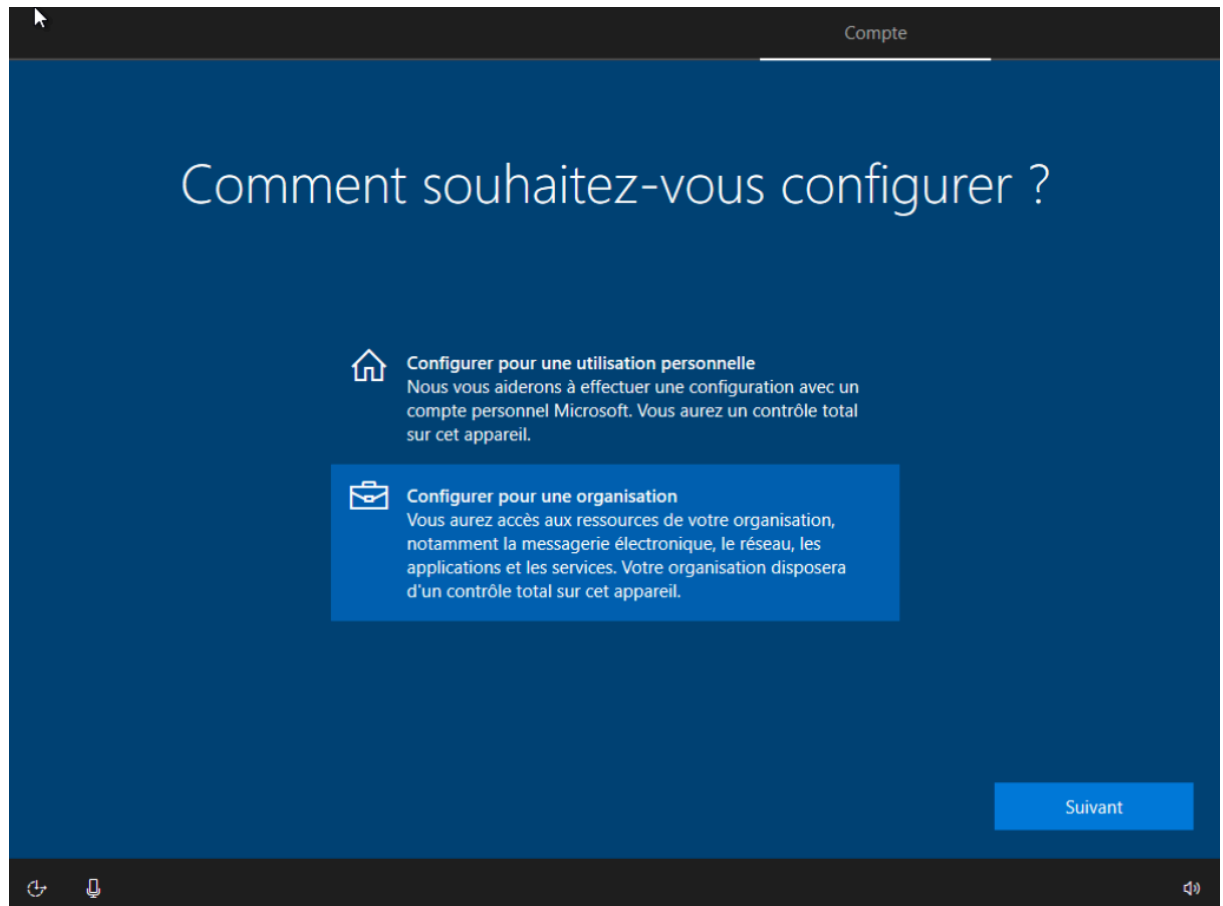 Compte
Comment souhaitez-vous configurer ?
Configurer pour une utilisation personnelle
Nous vous aiderons à effectuer une configuration avec un
compte personnel Microsoft. Vous aurez un contrôle total
sur cet appareil.
Configurer pour une organisation
Vous aurez accès aux ressources de votre organisation,
notamment la messagerie électronique, le réseau, les
applications et les services. Votre organisation disposera
d'un contrôle total sur cet appareil.
Suivant